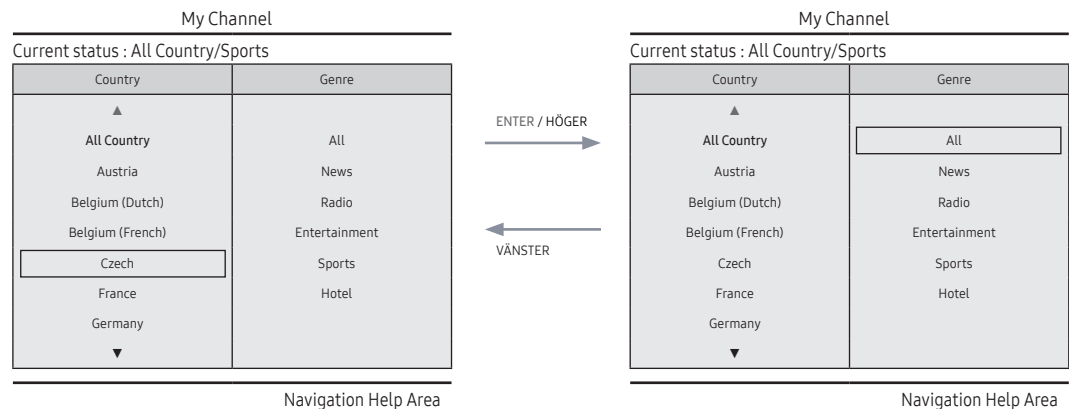 My Channel
Current status : All Country/Sports
Country Genre
▲
All Country All
Austria News
Belgium (Dutch) Radio
Belgium (French) Entertainment
Czech Sports
France Hotel
Germany
▼
Navigation Help Area
ENTER / HÖGER
VÄNSTER
My Channel
Current status : All Country/Sports
Country Genre
▲
All Country All
Austria News
Belgium (Dutch) Radio
Belgium (French) Entertainment
Czech Sports
France Hotel
Germany
▼
Navigation Help Area